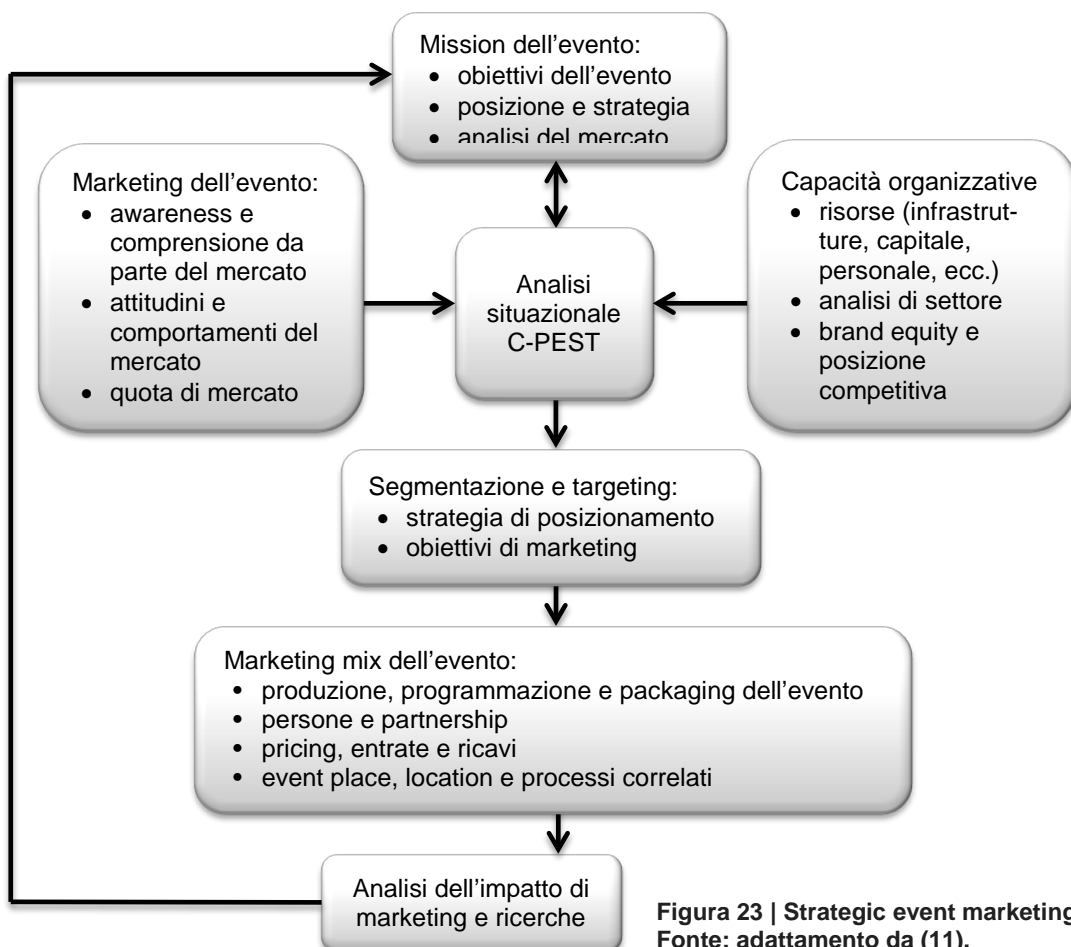 Mission dell’evento:
• obiettivi dell’evento
• posizione e strategia
• analisi del mercato
Marketing dell’evento:
• awareness e
comprensione da
parte del mercato
• attitudini e
comportamenti del
mercato
• quota di mercato
Analisi
situazionale
C-PEST
Capacità organizzative
• risorse (infrastrut-
ture, capitale,
personale, ecc.)
• analisi di settore
• brand equity e
posizione
competitiva
Segmentazione e targeting:
• strategia di posizionamento
• obiettivi di marketing
Marketing mix dell’evento:
• produzione, programmazione e packaging dell’evento
• persone e partnership
• pricing, entrate e ricavi
• event place, location e processi correlati
Analisi dell’impatto di
marketing e ricerche
Figura 23 | Strategic event marketing
Fonte: adattamento da (11).